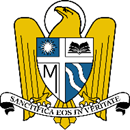 M
SANCTIFICA EOS IN VERITATE